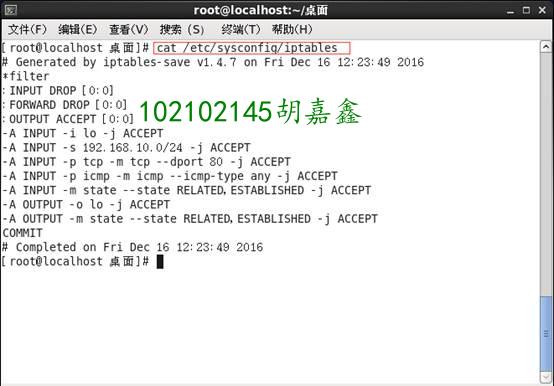 root@localhost:~/桌面
文件(F) 编辑(E) 查看(V) 搜索 (S) 终端(T) 帮助(H)
[root@localhost 桌面]# cat /etc/sysconfig/iptables
# Generated by iptables-save v1.4.7 on Fri Dec 16 12:23:49 2016
*filter
:INPUT DROP [0:0]
:FORWARD DROP [0:0]
:OUTPUT ACCEPT [0:0]
102102145胡嘉鑫
-A INPUT -i lo -j ACCEPT
-A INPUT -s 192.168.10.0/24 -j ACCEPT
-A INPUT -p tcp -m tcp --dport 80 -j ACCEPT
-A INPUT -p icmp -m icmp --icmp-type any -j ACCEPT
-A INPUT -m state --state RELATED,ESTABLISHED -j ACCEPT
-A OUTPUT -o lo -j ACCEPT
-A OUTPUT -m state --state RELATED,ESTABLISHED -j ACCEPT
COMMIT
# Completed on Fri Dec 16 12:23:49 2016
[root@localhost 桌面]#